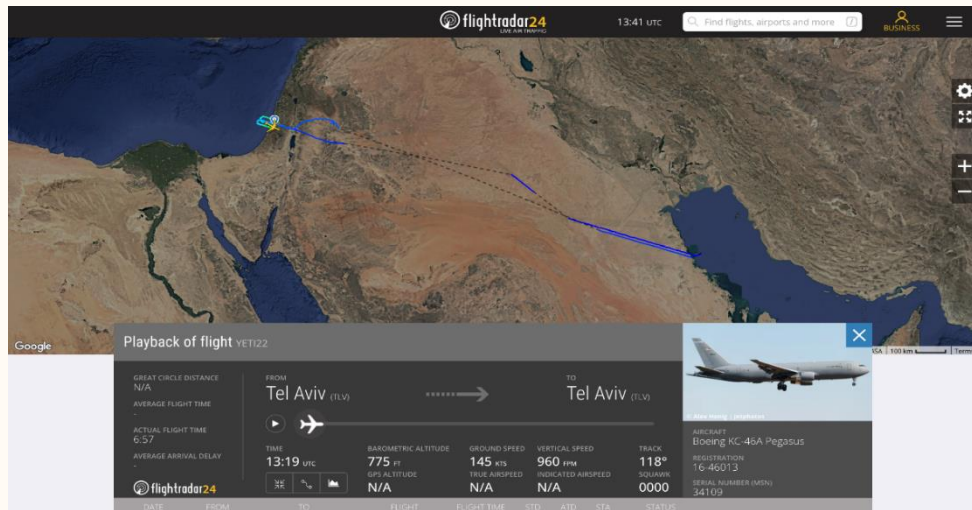 flightradar24
LIVE AIR TRAFFIC
13:41 UTC
Find flights, airports and more
BUSINESS
Google
100 km
Playback of flight YETI22
GREAT CIRCLE DISTANCE
N/A
AVERAGE FLIGHT TIME
-
ACTUAL FLIGHT TIME
6:57
AVERAGE ARRIVAL DELAY
-
flightradar24
FROM
Tel Aviv (TLV)
TO
Tel Aviv (TLV)
TIME
13:19 UTC
BAROMETRIC ALTITUDE
775 FT
GPS ALTITUDE
N/A
GROUND SPEED
145 KTS
TRUE AIRSPEED
N/A
VERTICAL SPEED
960 FPM
INDICATED AIRSPEED
N/A
TRACK
118°
SQUAWK
0000
AIRCRAFT
Boeing KC-46A Pegasus
REGISTRATION
16-46013
SERIAL NUMBER (MSN)
34109
DATE FROM TO FLIGHT FLIGHT TIME STD ATD STA STATUS